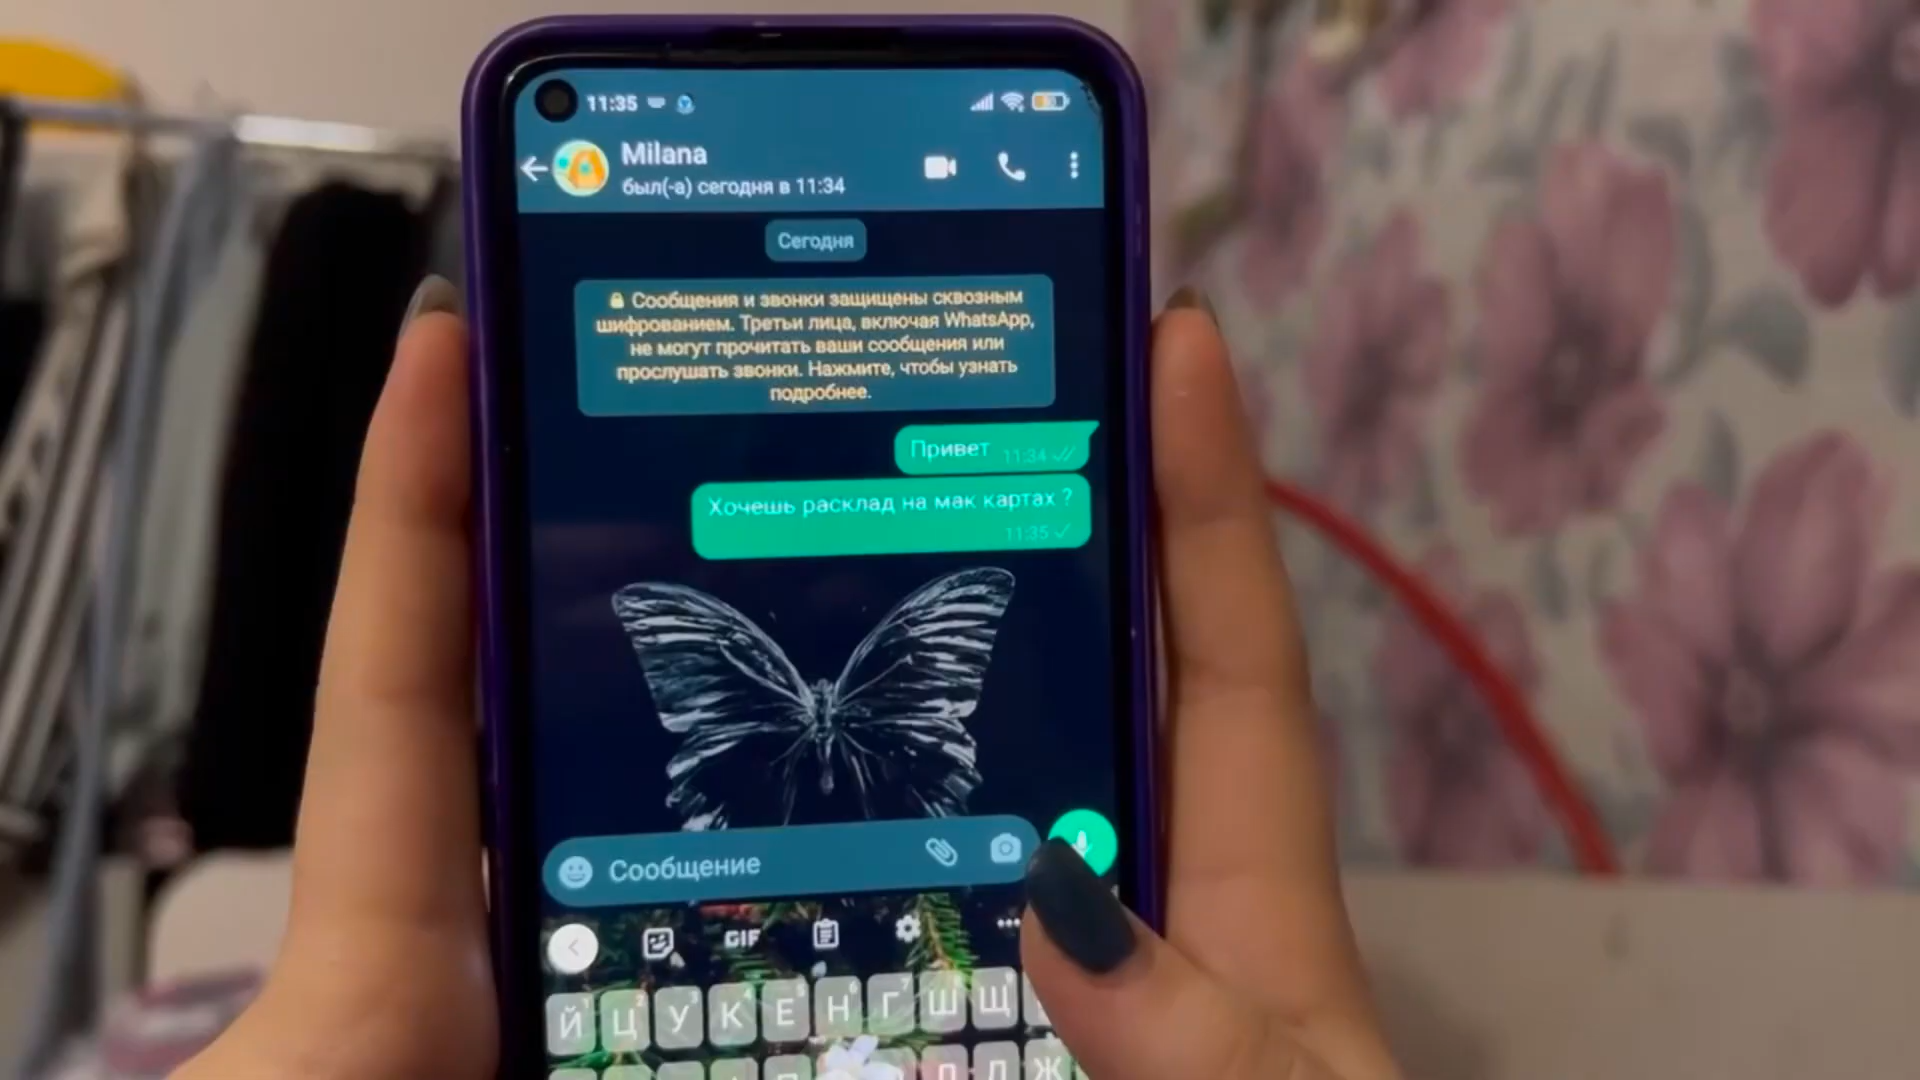 11:35
Milana
был(-а) сегодня в 11:34
Сегодня
Сообщения и звонки защищены сквозным
шифрованием. Третьи лица, включая WhatsApp,
не могут прочитать ваши сообщения или
прослушать звонки. Нажмите, чтобы узнать
подробнее.
Привет 11:34
Хочешь расклад на мак картах ?
11:35
Сообщение
GIF
Й Ц У К Е Н Г Ш Щ
Л Д Ж